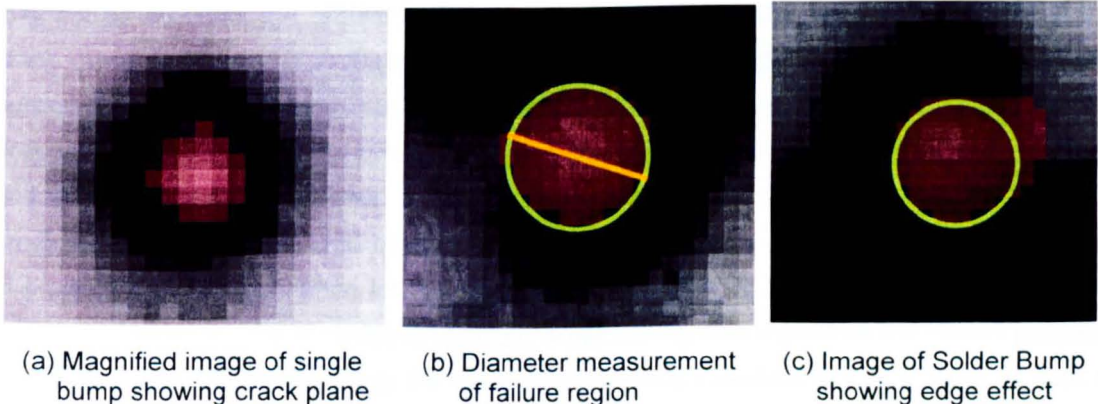 (a) Magnified image of single
bump showing crack plane
(b) Diameter measurement
of failure region
(c) Image of Solder Bump
showing edge effect